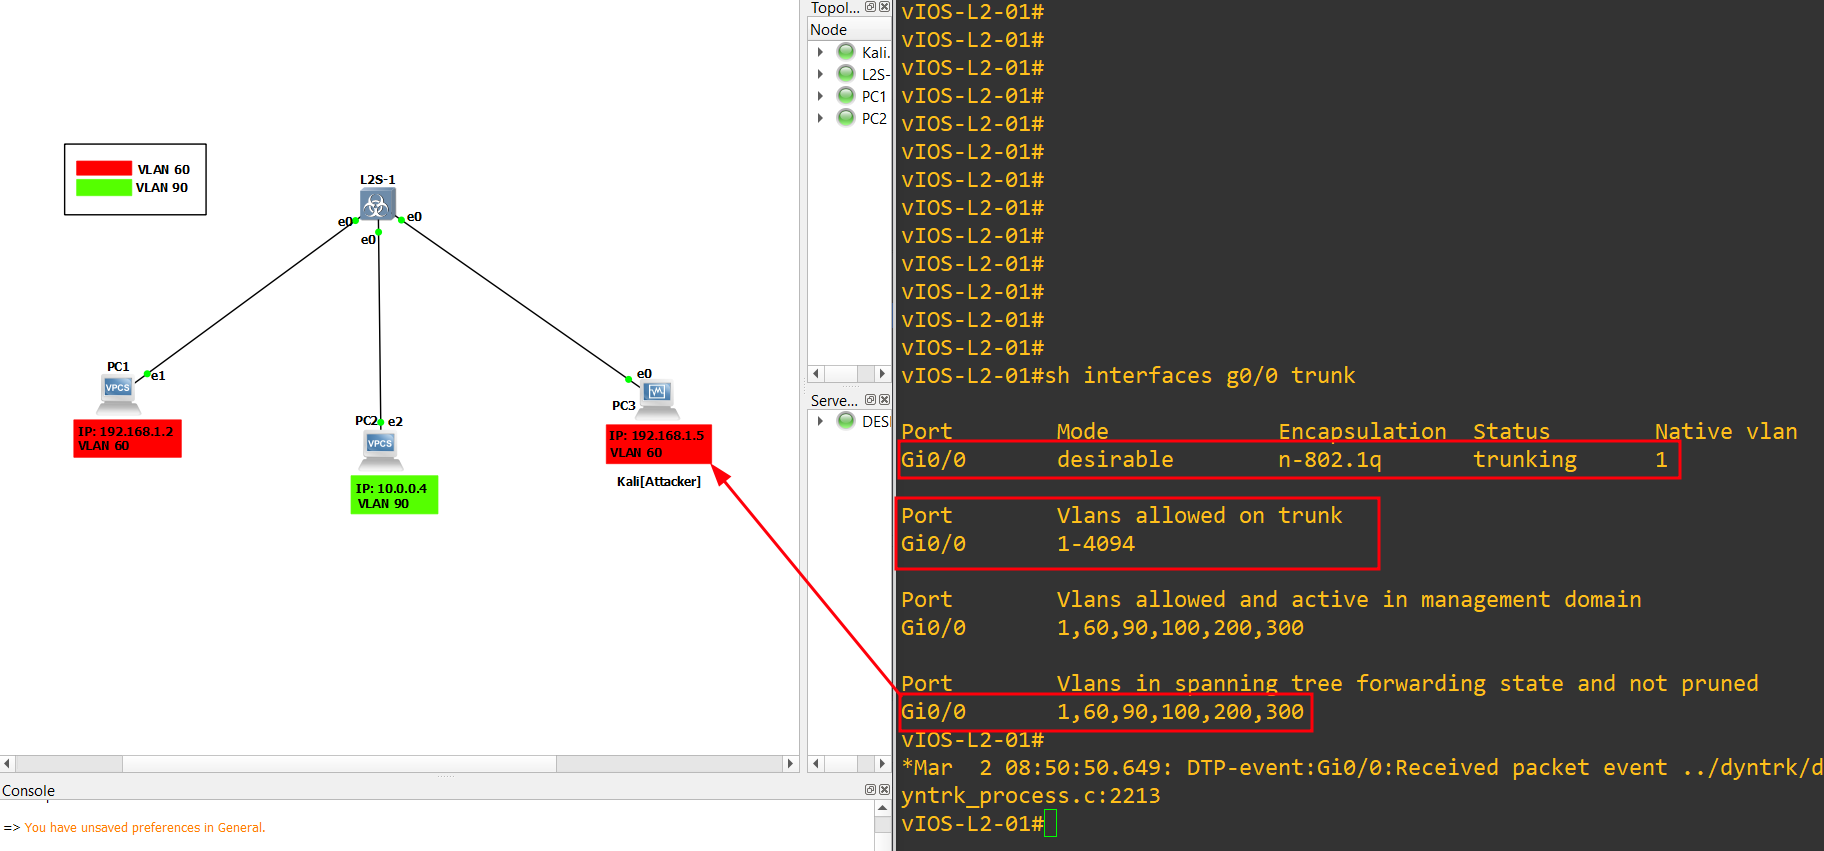 VLAN 60
VLAN 90
L2S-1
e0
e0
e0
PC1
e1
VPCS
IP: 192.168.1.2
VLAN 60
PC2
e2
VPCS
IP: 10.0.0.4
VLAN 90
e0
PC3
IP: 192.168.1.5
VLAN 60
Kali[Attacker]
Console
=> You have unsaved preferences in General.
Topol...
Node
Kali.
L2S-
PC1
PC2
Serve...
DESI
vIOS-L2-01#
vIOS-L2-01#
vIOS-L2-01#
vIOS-L2-01#
vIOS-L2-01#
vIOS-L2-01#
vIOS-L2-01#
vIOS-L2-01#
vIOS-L2-01#
vIOS-L2-01#
vIOS-L2-01#
vIOS-L2-01#
vIOS-L2-01#
vIOS-L2-01#sh interfaces g0/0 trunk
Port Mode Encapsulation Status Native vlan
Gi0/0 desirable n-802.1q trunking 1
Port Vlans allowed on trunk
Gi0/0 1-4094
Port Vlans allowed and active in management domain
Gi0/0 1,60,90,100,200,300
Port Vlans in spanning tree forwarding state and not pruned
Gi0/0 1,60,90,100,200,300
vIOS-L2-01#
*Mar 2 08:50:50.649: DTP-event:Gi0/0:Received packet event ../dyntrk/d
yntrk_process.c:2213
vIOS-L2-01#